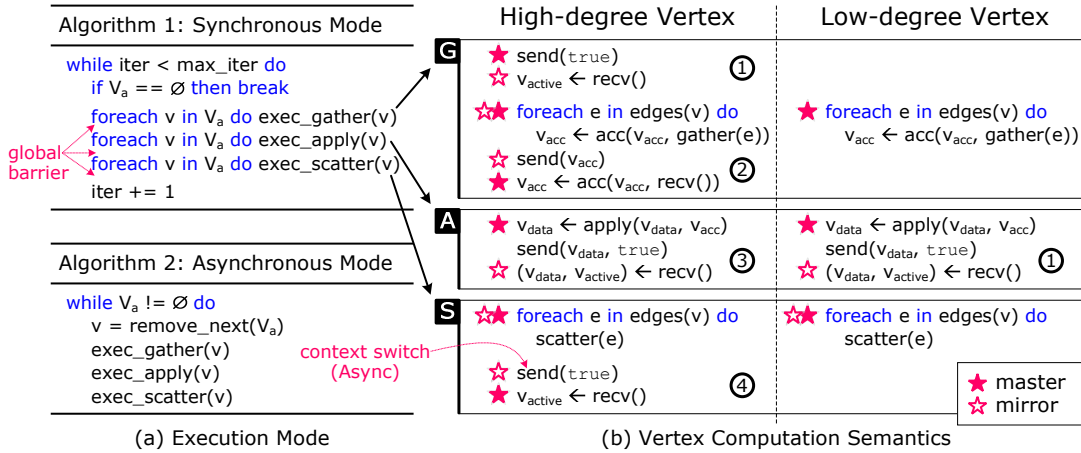 Algorithm 1: Synchronous Mode
while iter < max_iter do
if Va == ∅ then break
foreach v in Va do exec_gather(v)
foreach v in Va do exec_apply(v)
foreach v in Va do exec_scatter(v)
iter += 1
global
barrier
Algorithm 2: Asynchronous Mode
while Va != ∅ do
v = remove_next(Va)
exec_gather(v)
exec_apply(v)
exec_scatter(v)
(a) Execution Mode
High-degree Vertex
Low-degree Vertex
G
★ send(true)
①
☆ vactive ← recv()
☆★ foreach e in edges(v) do
vacc ← acc(vacc, gather(e))
☆ send(vacc)
②
★ vacc ← acc(vacc, recv())
★ foreach e in edges(v) do
vacc ← acc(vacc, gather(e))
A
★ vdata ← apply(vdata, vacc)
send(vdata, true)
③
☆ (vdata, vactive) ← recv()
★ vdata ← apply(vdata, vacc)
send(vdata, true)
①
☆ (vdata, vactive) ← recv()
S
☆★ foreach e in edges(v) do
scatter(e)
context switch
(Async)
☆ send(true)
④
★ vactive ← recv()
☆★ foreach e in edges(v) do
scatter(e)
★ master
☆ mirror
(b) Vertex Computation Semantics